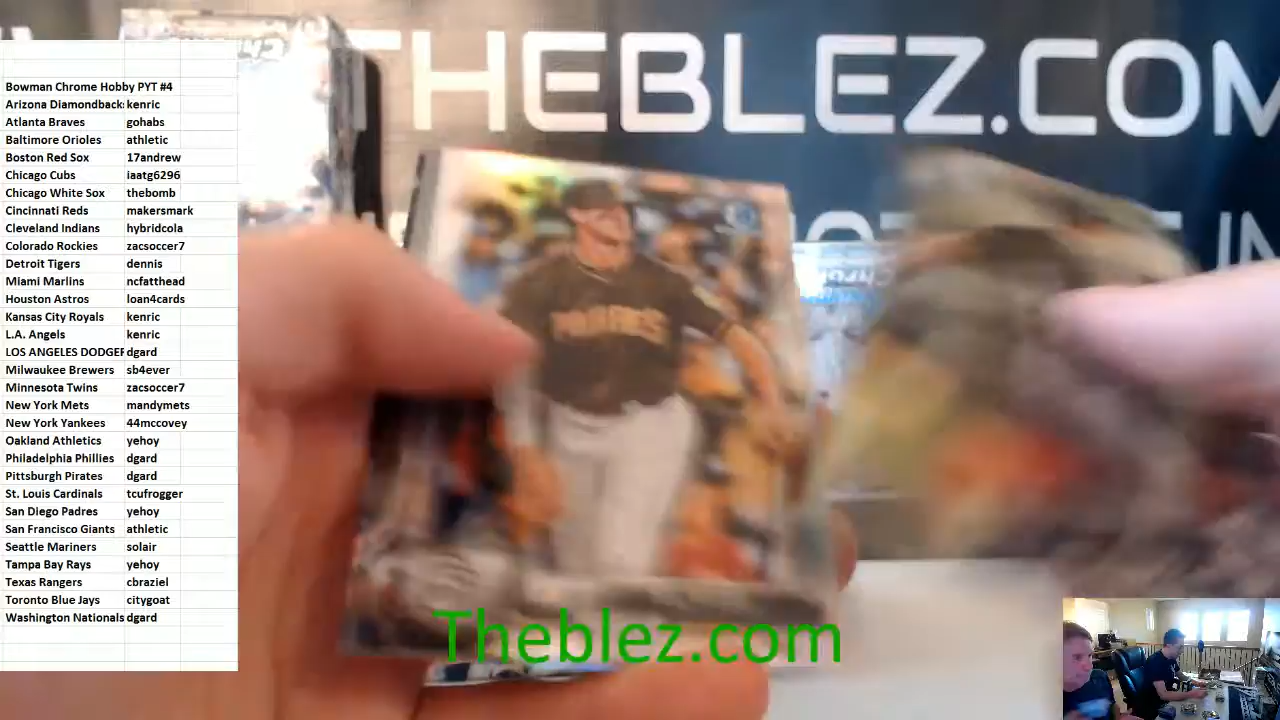 THEBLEZ.COM
Bowman Chrome Hobby PYT #4
Arizona Diamondback kenric
Atlanta Braves gohabs
Baltimore Orioles athletic
Boston Red Sox 17andrew
Chicago Cubs iaatg6296
Chicago White Sox thebomb
Cincinnati Reds makersmark
Cleveland Indians hybridcola
Colorado Rockies zacsoccer7
Detroit Tigers dennis
Miami Marlins ncfatthead
Houston Astros loan4cards
Kansas City Royals kenric
L.A. Angels kenric
LOS ANGELES DODGER dgard
Milwaukee Brewers sb4ever
Minnesota Twins zacsoccer7
New York Mets mandymets
New York Yankees 44mccovey
Oakland Athletics yehoy
Philadelphia Phillies dgard
Pittsburgh Pirates dgard
St. Louis Cardinals tcufrogger
San Diego Padres yehoy
San Francisco Giants athletic
Seattle Mariners solair
Tampa Bay Rays yehoy
Texas Rangers cbraziel
Toronto Blue Jays citygoat
Washington Nationals dgard
PADRES
Theblez.com